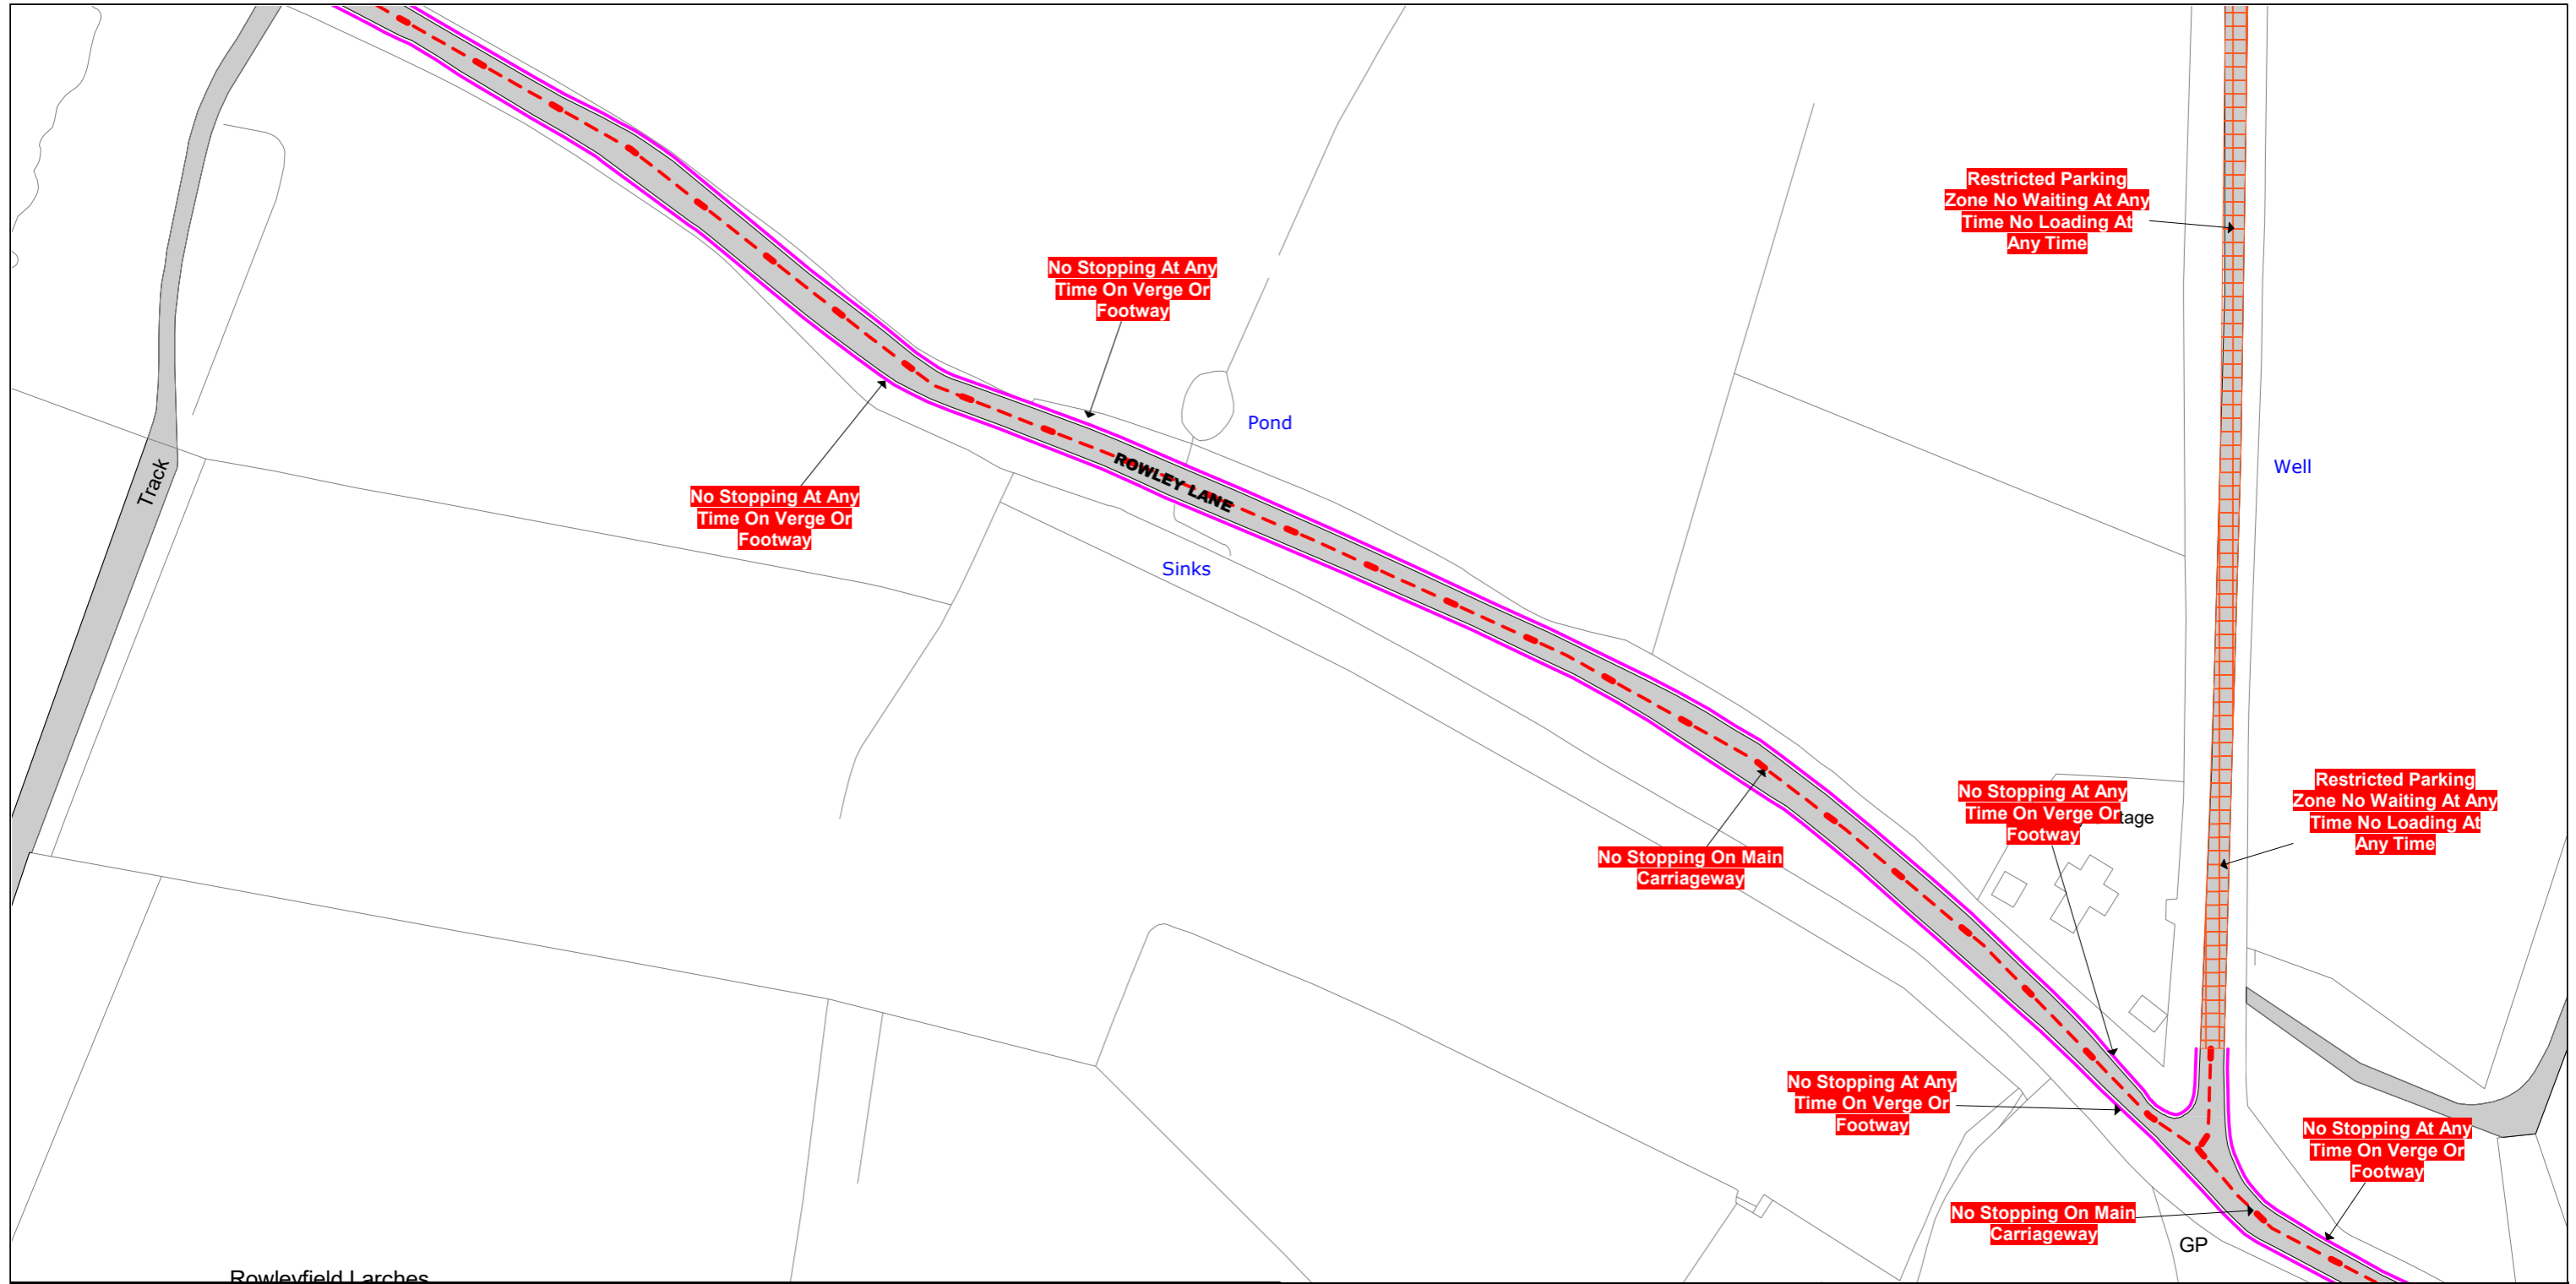 Restricted Parking
Zone No Waiting At Any
Time No Loading At
Any Time
No Stopping At Any
Time On Verge Or
Footway
Pond
ROWLEY LANE
Well
Track
No Stopping At Any
Time On Verge Or
Footway
Sinks
Restricted Parking
Zone No Waiting At Any
Time No Loading At
Any Time
No Stopping At Any
Time On Verge Or
Footway
No Stopping On Main
Carriageway
No Stopping At Any
Time On Verge Or
Footway
No Stopping At Any
Time On Verge Or
Footway
No Stopping On Main
Carriageway
GP
Rowleyfield Larches